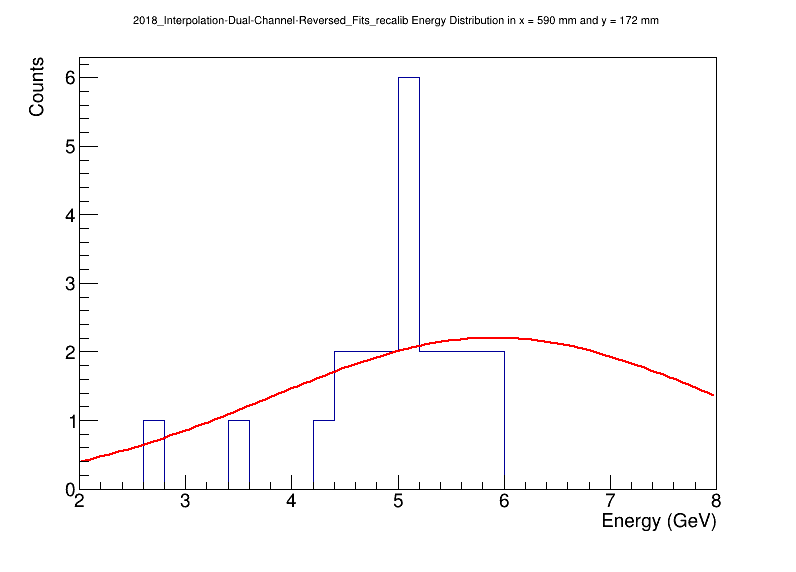 2018_Interpolation-Dual-Channel-Reversed_Fits_recalib Energy Distribution in x = 590 mm and y = 172 mm
Counts
6
5
4
3
2
1
0
2 3 4 5 6 7 8
Energy (GeV)